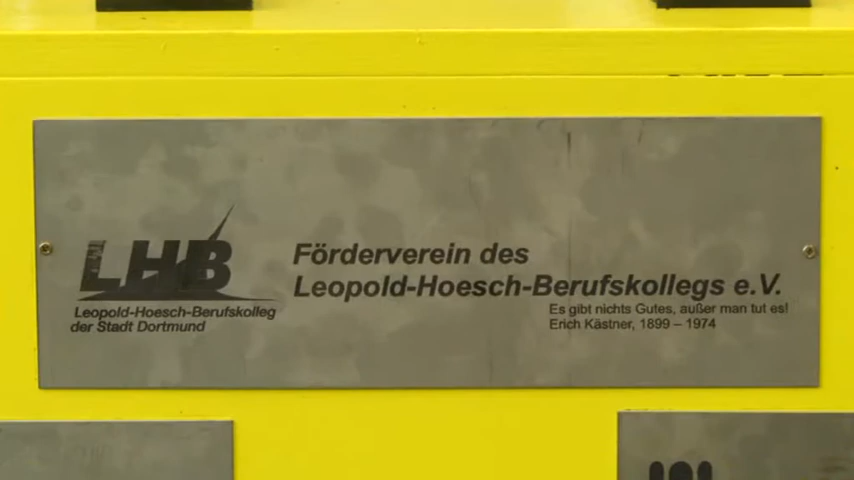 LHB
Leopold-Hoesch-Berufskolleg
der Stadt Dortmund
Förderverein des
Leopold-Hoesch-Berufskollegs e.V.
Es gibt nichts Gutes, außer man tut es!
Erich Kästner, 1899 – 1974